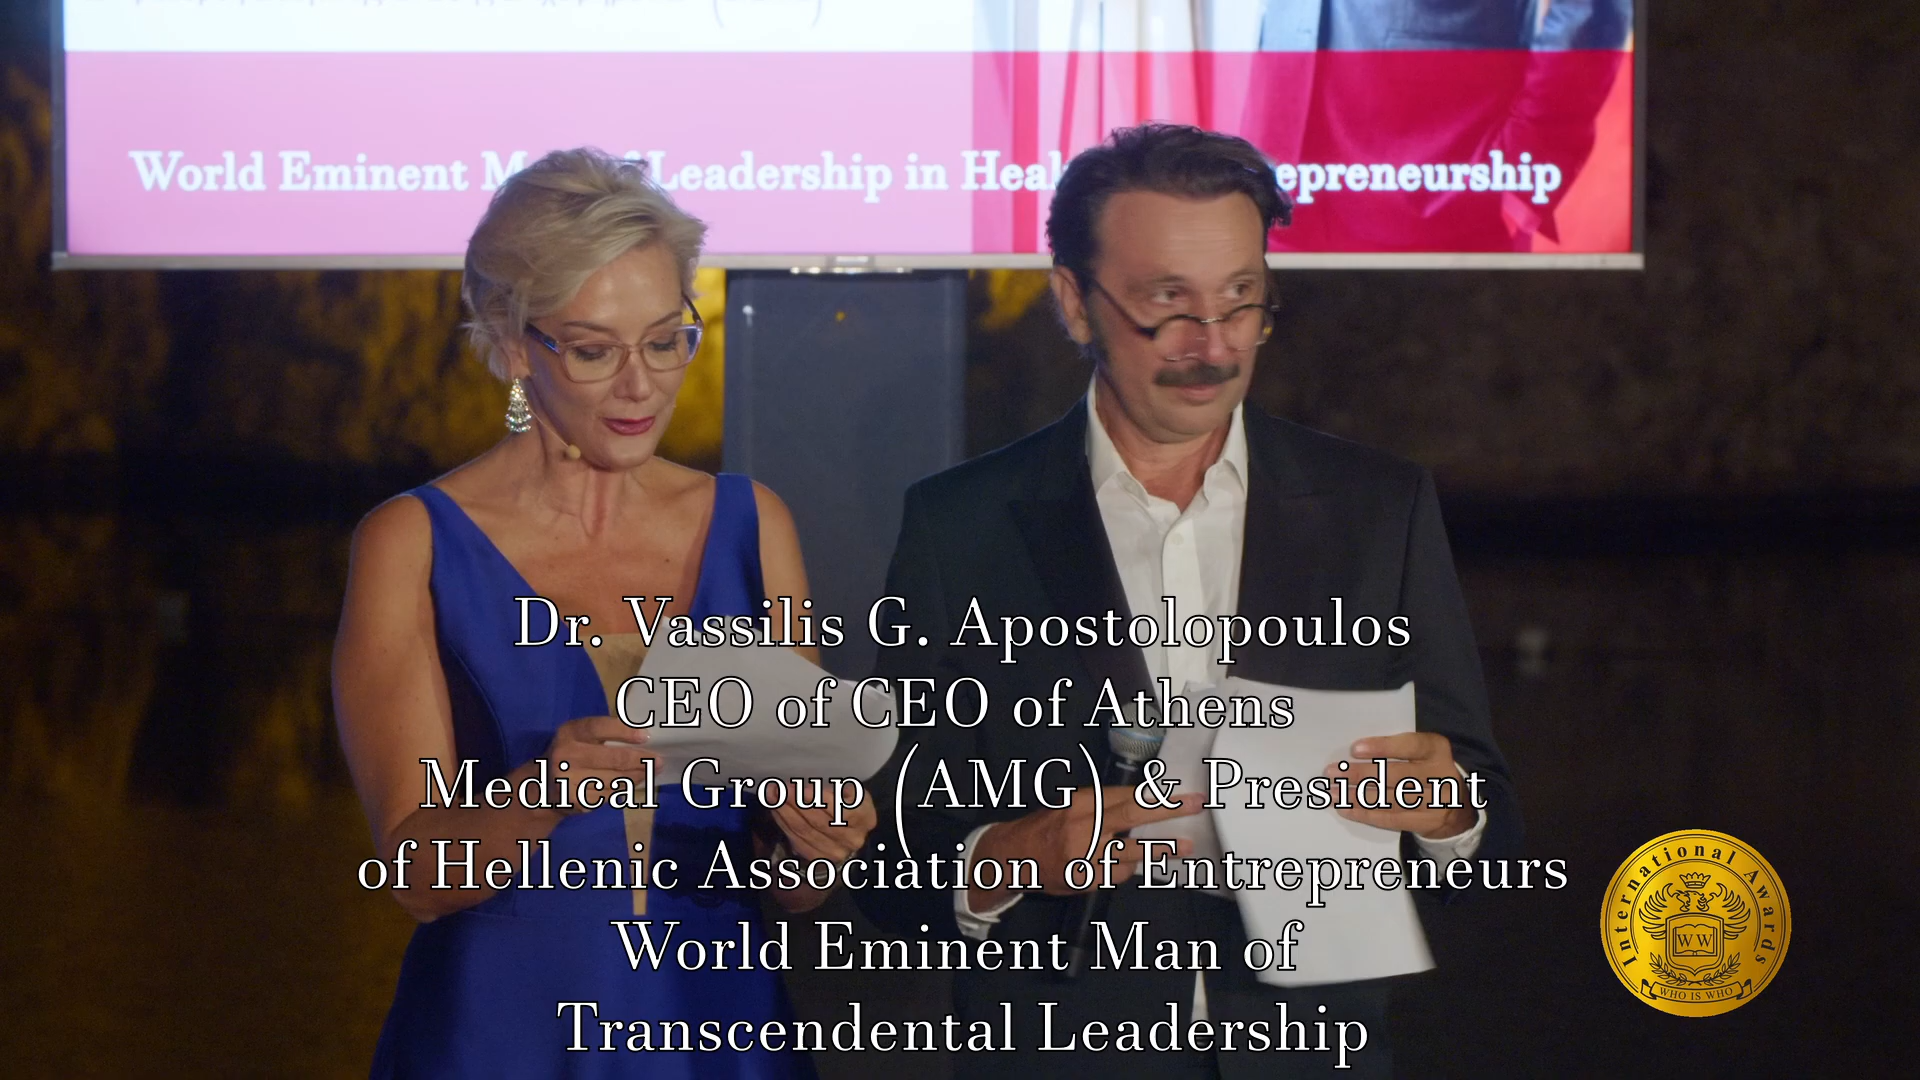 World Eminent M Leadership in Heal epreneurship
Dr. Vassilis G. Apostolopoulos
CEO of CEO of Athens
Medical Group (AMG) & President
of Hellenic Association of Entrepreneurs
World Eminent Man of
Transcendental Leadership
International Awards
WW
WHO IS WHO